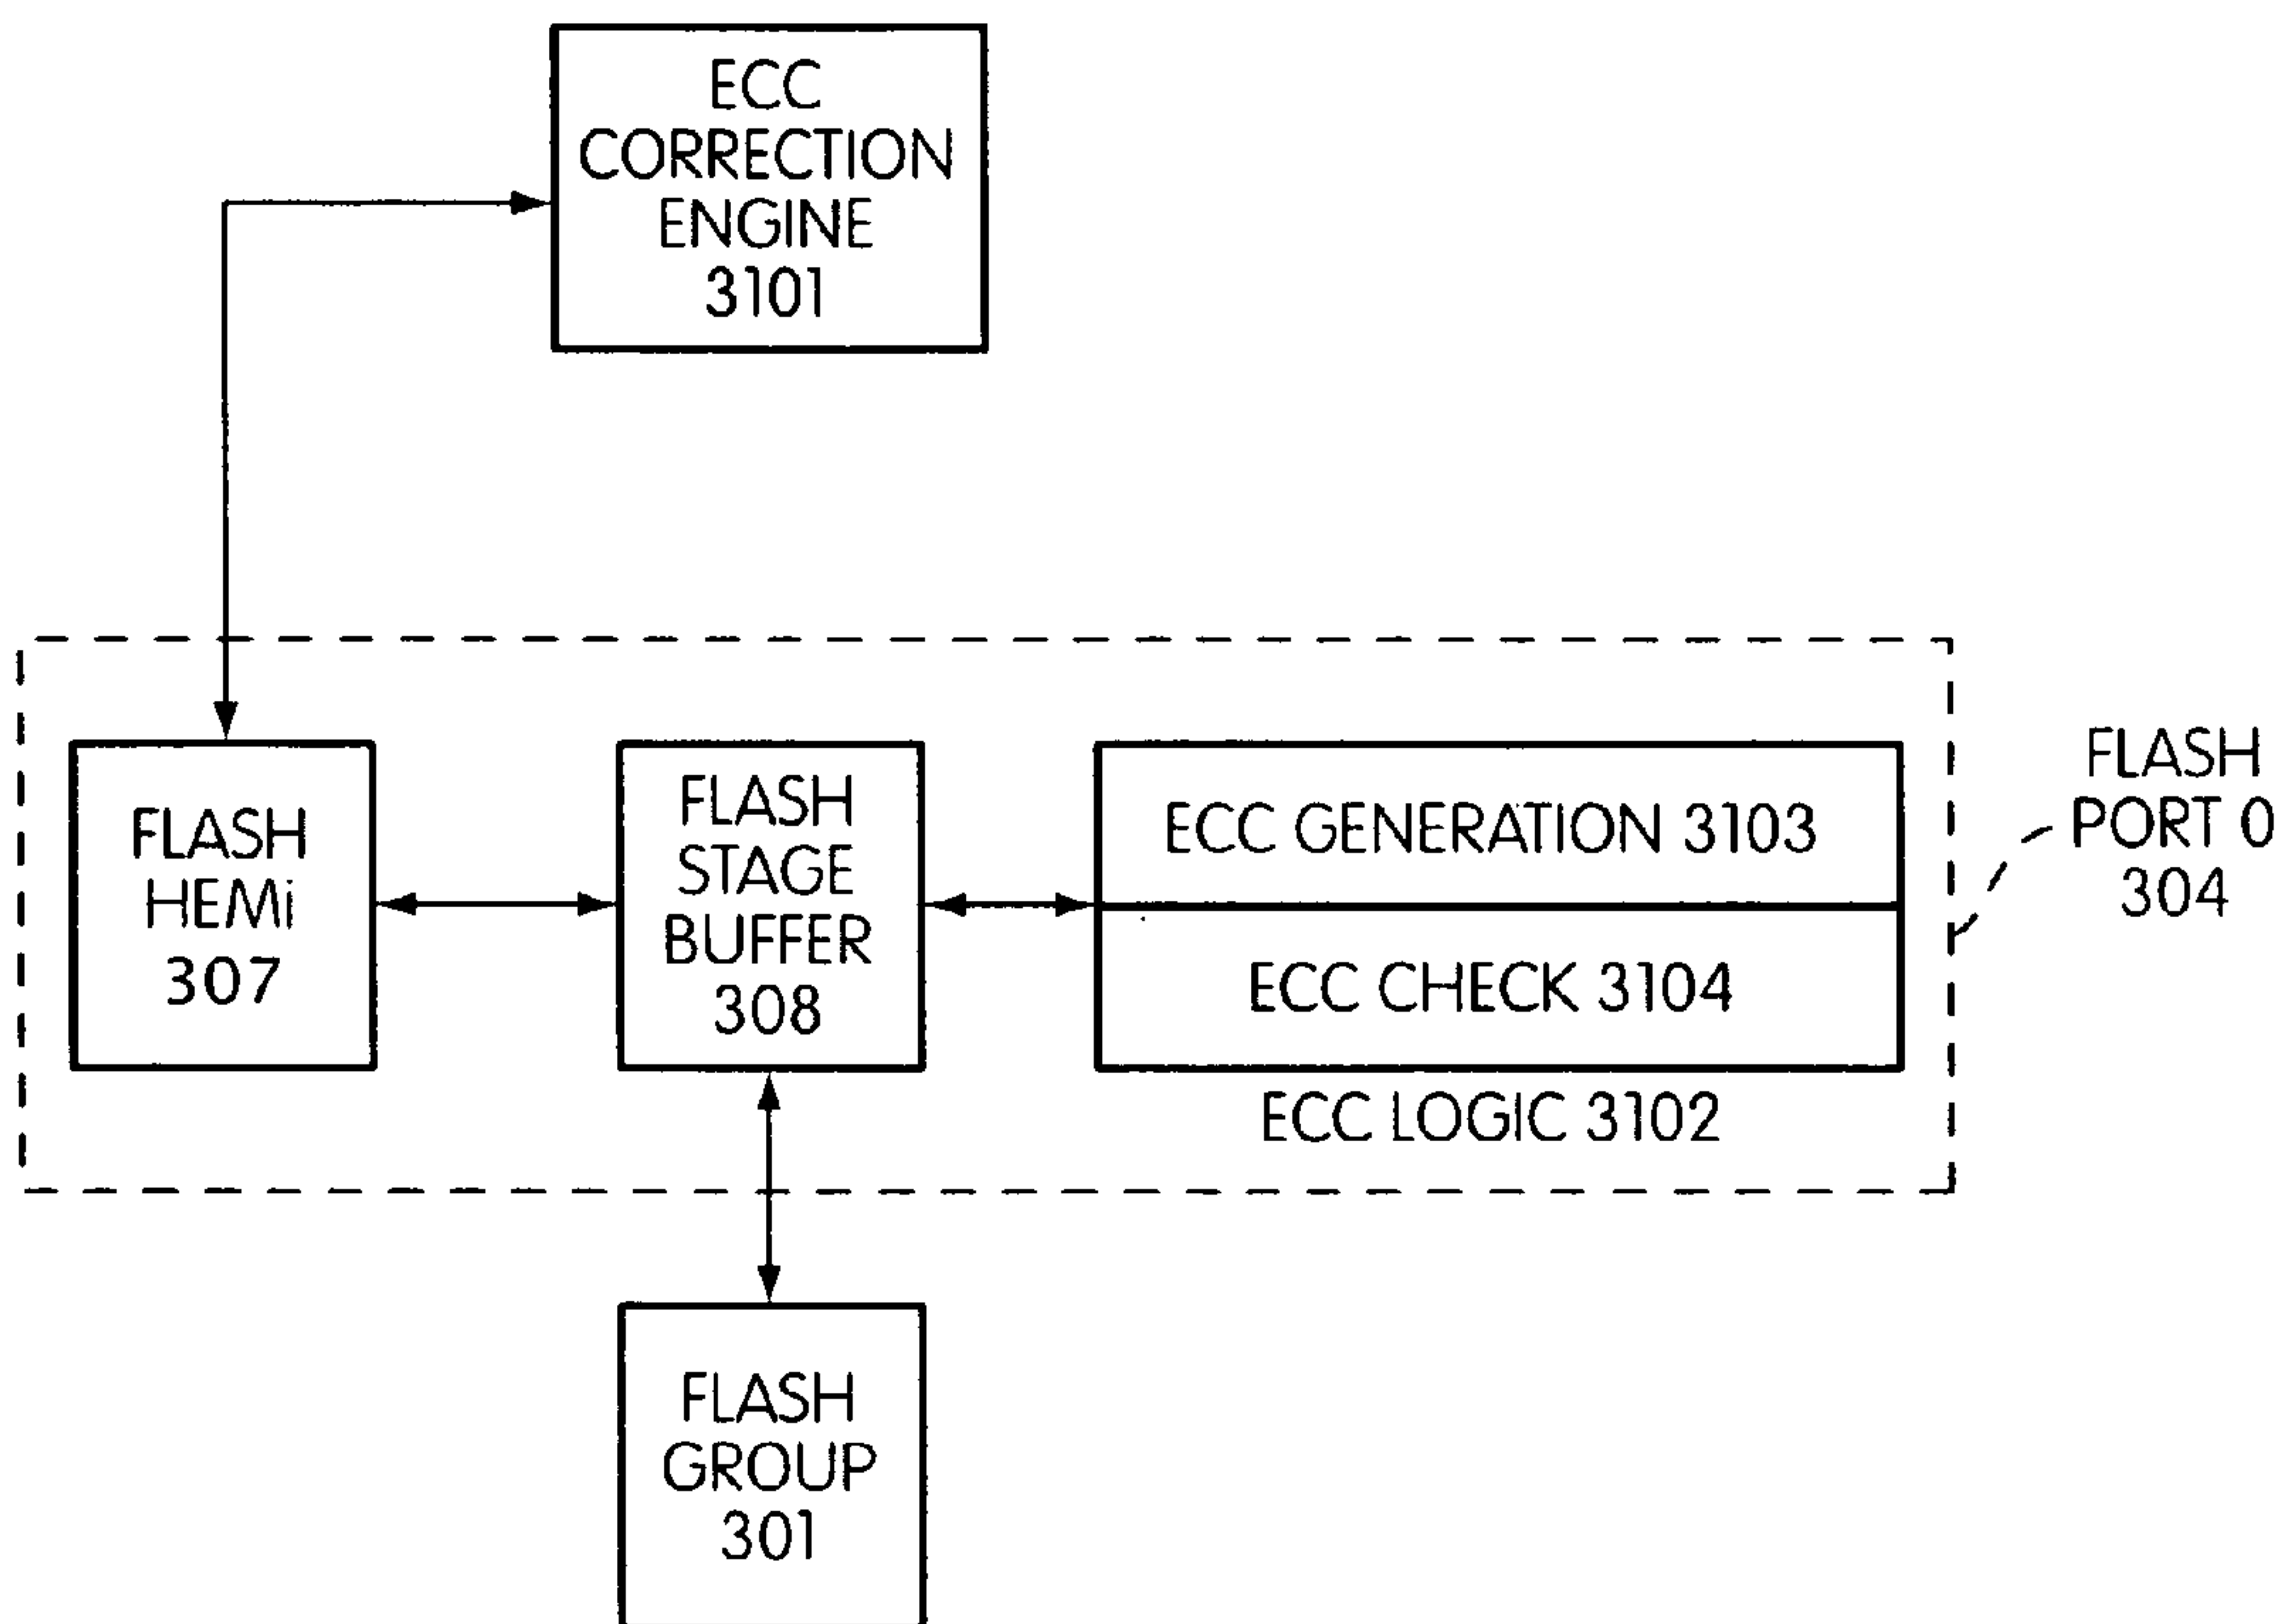 ECC
CORRECTION
ENGINE
3101
FLASH
HEMi
307
FLASH
STAGE
BUFFER
308
ECC GENERATION 3103
ECC CHECK 3104
ECC LOGIC 3102
FLASH
PORT 0
304
FLASH
GROUP
301